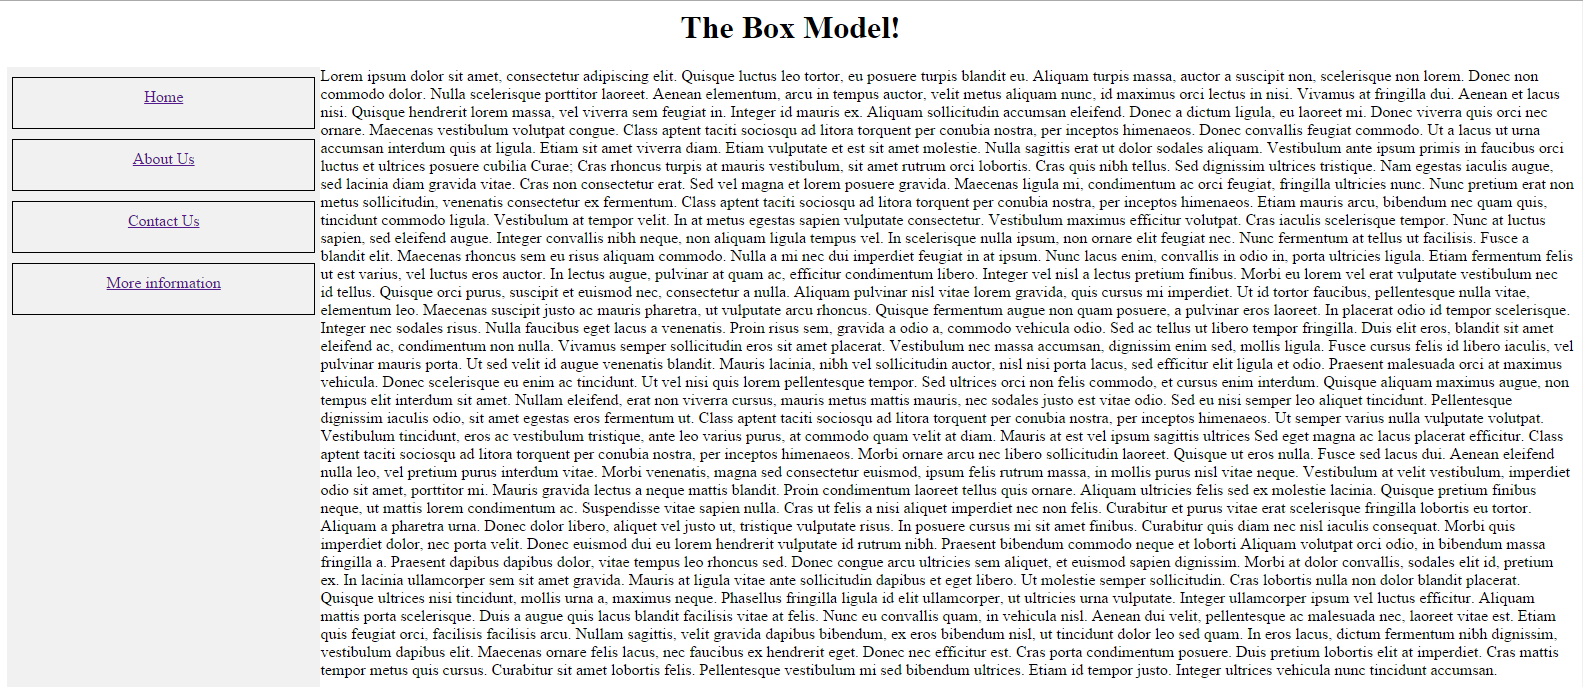 The Box Model!
Home
About Us
Contact Us
More information
Lorem ipsum dolor sit amet, consectetur adipiscing elit. Quisque luctus leo tortor, eu posuere turpis blandit eu. Aliquam turpis massa, auctor a suscipit non, scelerisque non lorem. Donec non
commodo dolor. Nulla scelerisque porttitor laoreet. Aenean elementum, arcu in tempus auctor, velit metus aliquam nunc, id maximus orci lectus in nisi. Vivamus at fringilla dui. Aenean et lacus
nisi. Quisque hendrerit lorem massa, vel viverra sem feugiat in. Integer id mauris ex. Aliquam sollicitudin accumsan eleifend. Donec a dictum ligula, eu laoreet mi. Donec viverra quis orci nec
ornare. Maecenas vestibulum volutpat congue. Class aptent taciti sociosqu ad litora torquent per conubia nostra, per inceptos himenaeos. Donec convallis feugiat commodo. Ut a lacus ut urna
accumsan interdum quis at ligula. Etiam sit amet viverra diam. Etiam vulputate et est sit amet molestie. Nulla sagittis erat ut dolor sodales aliquam. Vestibulum ante ipsum primis in faucibus orci
luctus et ultrices posuere cubilia Curae; Cras rhoncus turpis at mauris vestibulum, sit amet rutrum orci lobortis. Cras quis nibh tellus. Sed dignissim ultrices tristique. Nam egestas iaculis augue,
sed lacinia diam gravida vitae. Cras non consectetur erat. Sed vel magna et lorem posuere gravida. Maecenas ligula mi, condimentum ac orci feugiat, fringilla ultricies nunc. Nunc pretium erat non
metus sollicitudin, venenatis consectetur ex fermentum. Class aptent taciti sociosqu ad litora torquent per conubia nostra, per inceptos himenaeos. Etiam mauris arcu, bibendum nec quam quis,
tincidunt commodo ligula. Vestibulum at tempor velit. In at metus egestas sapien vulputate consectetur. Vestibulum maximus efficitur volutpat. Cras iaculis scelerisque tempor. Nunc at luctus
sapien, sed eleifend augue. Integer convallis nibh neque, non aliquam ligula tempus vel. In scelerisque nulla ipsum, non ornare elit feugiat nec. Nunc fermentum at tellus ut facilisis. Fusce a
blandit elit. Maecenas rhoncus sem eu risus aliquam commodo. Nulla a mi nec dui imperdiet feugiat in at ipsum. Nunc lacus enim, convallis in odio in, porta ultricies ligula. Etiam fermentum felis
ut est varius, vel luctus eros auctor. In lectus augue, pulvinar at quam ac, efficitur condimentum libero. Integer vel nisl a lectus pretium finibus. Morbi eu lorem vel erat vulputate vestibulum nec
id tellus. Quisque orci purus, suscipit et euismod nec, consectetur a nulla. Aliquam pulvinar nisl vitae lorem gravida, quis cursus mi imperdiet. Ut id tortor faucibus, pellentesque nulla vitae,
elementum leo. Maecenas suscipit justo ac mauris pharetra, ut vulputate arcu rhoncus. Quisque fermentum augue non quam posuere, a pulvinar eros laoreet. In placerat odio id tempor scelerisque.
Integer nec sodales risus. Nulla faucibus eget lacus a venenatis. Proin risus sem, gravida a odio a, commodo vehicula odio. Sed ac tellus ut libero tempor fringilla. Duis elit eros, blandit sit amet
eleifend ac, condimentum non nulla. Vivamus semper sollicitudin eros sit amet placerat. Vestibulum nec massa accumsan, dignissim enim sed, mollis ligula. Fusce cursus felis id libero iaculis, vel
pulvinar mauris porta. Ut sed velit id augue venenatis blandit. Mauris lacinia, nibh vel sollicitudin auctor, nisl nisi porta lacus, sed efficitur elit ligula et odio. Praesent malesuada orci at maximus
vehicula. Donec scelerisque eu enim ac tincidunt. Ut vel nisi quis lorem pellentesque tempor. Sed ultrices orci non felis commodo, et cursus enim interdum. Quisque aliquam maximus augue, non
tempus elit interdum sit amet. Nullam eleifend, erat non viverra cursus, mauris metus mattis mauris, nec sodales justo est vitae odio. Sed eu nisi semper leo aliquet tincidunt. Pellentesque
dignissim iaculis odio, sit amet egestas eros fermentum ut. Class aptent taciti sociosqu ad litora torquent per conubia nostra, per inceptos himenaeos. Ut semper varius nulla vulputate volutpat.
Vestibulum tincidunt, eros ac vestibulum tristique, ante leo varius purus, at commodo quam velit at diam. Mauris at est vel ipsum sagittis ultrices Sed eget magna ac lacus placerat efficitur. Class
aptent taciti sociosqu ad litora torquent per conubia nostra, per inceptos himenaeos. Morbi ornare arcu nec libero sollicitudin laoreet. Quisque ut eros nulla. Fusce sed lacus dui. Aenean eleifend
nulla leo, vel pretium purus interdum vitae. Morbi venenatis, magna sed consectetur euismod, ipsum felis rutrum massa, in mollis purus nisl vitae neque. Vestibulum at velit vestibulum, imperdiet
odio sit amet, porttitor mi. Mauris gravida lectus a neque mattis blandit. Proin condimentum laoreet tellus quis ornare. Aliquam ultricies felis sed ex molestie lacinia. Quisque pretium finibus
neque, ut mattis lorem condimentum ac. Suspendisse vitae sapien nulla. Cras ut felis a nisi aliquet imperdiet nec non felis. Curabitur et purus vitae erat scelerisque fringilla lobortis eu tortor.
Aliquam a pharetra urna. Donec dolor libero, aliquet vel justo ut, tristique vulputate risus. In posuere cursus mi sit amet finibus. Curabitur quis diam nec nisl iaculis consequat. Morbi quis
imperdiet dolor, nec porta velit. Donec euismod dui eu lorem hendrerit vulputate id rutrum nibh. Praesent bibendum commodo neque et loborti Aliquam volutpat orci odio, in bibendum massa
fringilla a. Praesent dapibus dapibus dolor, vitae tempus leo rhoncus sed. Donec congue arcu ultricies sem aliquet, et euismod sapien dignissim. Morbi at dolor convallis, sodales elit id, pretium
ex. In lacinia ullamcorper sem sit amet gravida. Mauris at ligula vitae ante sollicitudin dapibus et eget libero. Ut molestie semper sollicitudin. Cras lobortis nulla non dolor blandit placerat.
Quisque ultrices nisi tincidunt, mollis urna a, maximus neque. Phasellus fringilla ligula id elit ullamcorper, ut ultricies urna vulputate. Integer ullamcorper ipsum vel luctus efficitur. Aliquam
mattis porta scelerisque. Duis a augue quis lacus blandit facilisis vitae at felis. Nunc eu convallis quam, in vehicula nisl. Aenean dui velit, pellentesque ac malesuada nec, laoreet vitae est. Etiam
quis feugiat orci, facilisis facilisis arcu. Nullam sagittis, velit gravida dapibus bibendum, ex eros bibendum nisl, ut tincidunt dolor leo sed quam. In eros lacus, dictum fermentum nibh dignissim,
vestibulum dapibus elit. Maecenas ornare felis lacus, nec faucibus ex hendrerit eget. Donec nec efficitur est. Cras porta condimentum posuere. Duis pretium lobortis elit at imperdiet. Cras mattis
tempor metus quis cursus. Curabitur sit amet lobortis felis. Pellentesque vestibulum mi sed bibendum ultrices. Etiam id tempor justo. Integer ultrices vehicula nunc tincidunt accumsan.